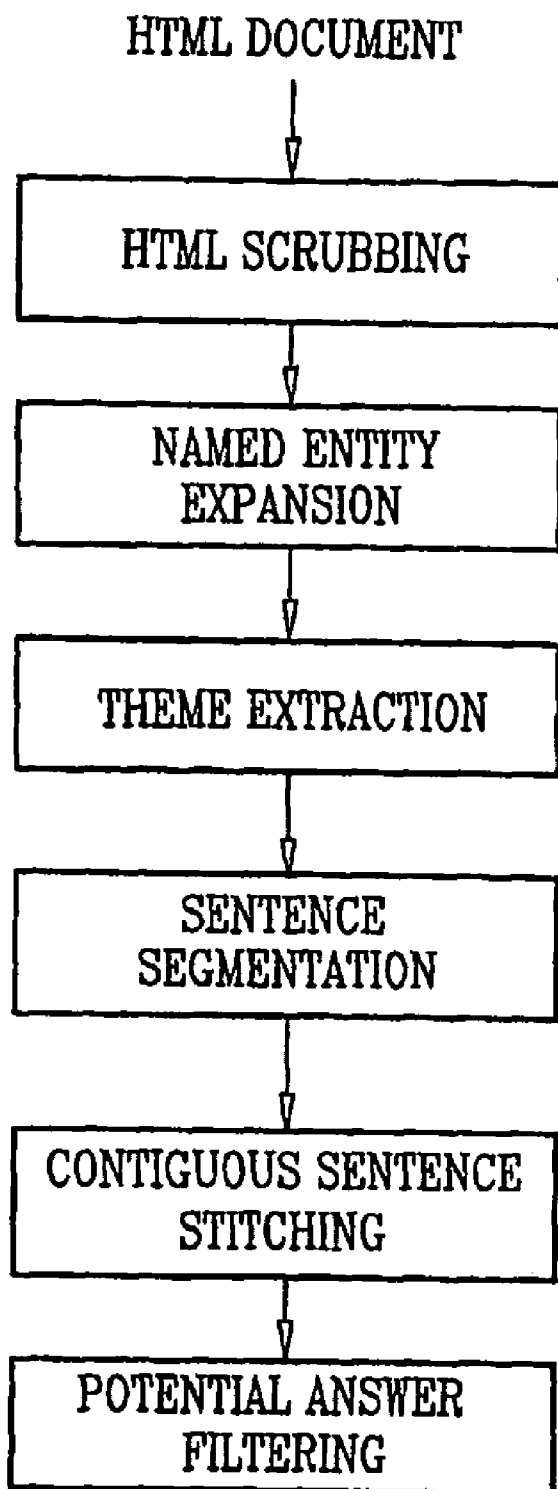 HTML DOCUMENT
HTML SCRUBBING
NAMED ENTITY
EXPANSION
THEME EXTRACTION
SENTENCE
SEGMENTATION
CONTIGUOUS SENTENCE
STITCHING
POTENTIAL ANSWER
FILTERING